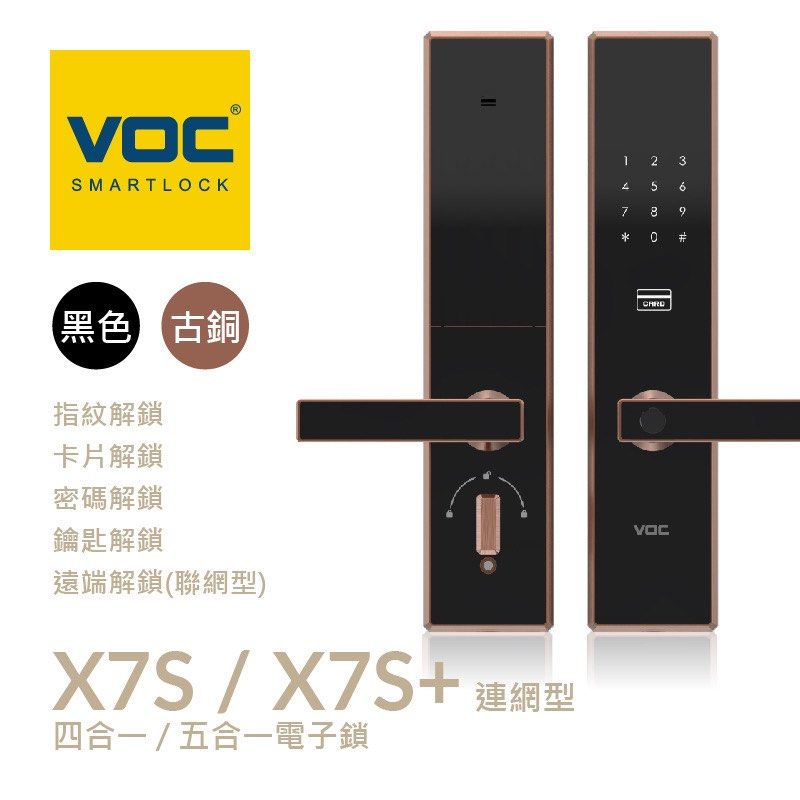 VOC®
SMARTLOCK
黑色
古銅
指紋解鎖
卡片解鎖
密碼解鎖
鑰匙解鎖
遠端解鎖(聯網型)
X7S / X7S+ 連網型
四合一 / 五合一電子鎖
1 2 3
4 5 6
7 8 9
* 0 #
CARD
VOC